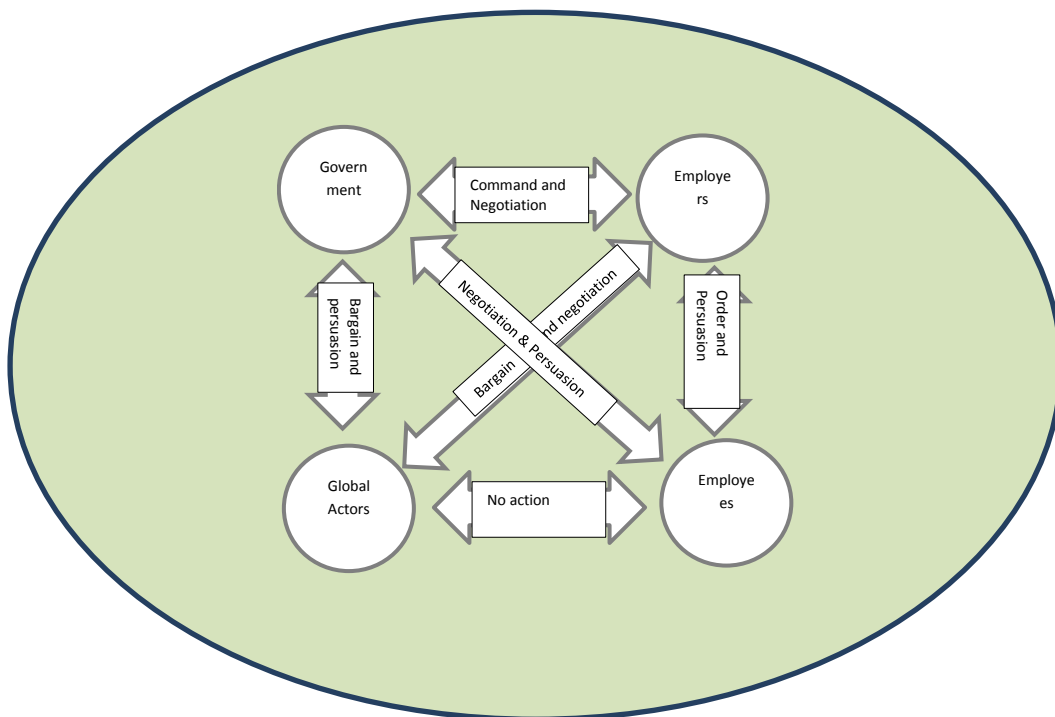 Govern
ment
Command and
Negotiation
Employe
rs
Bargain and
persuasion
Negotiation & Persuasion
Bargain
nd negotiation
Order and
Persuasion
Global
Actors
No action
Employe
es